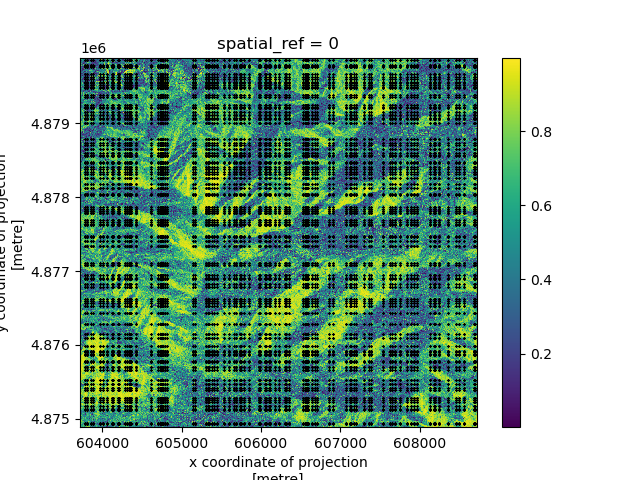 1e6
spatial_ref = 0
4.879
4.878
4.877
4.876
4.875
y coordinate of projection
[metre]
604000 605000 606000 607000 608000
x coordinate of projection
[metre]
0.8
0.6
0.4
0.2